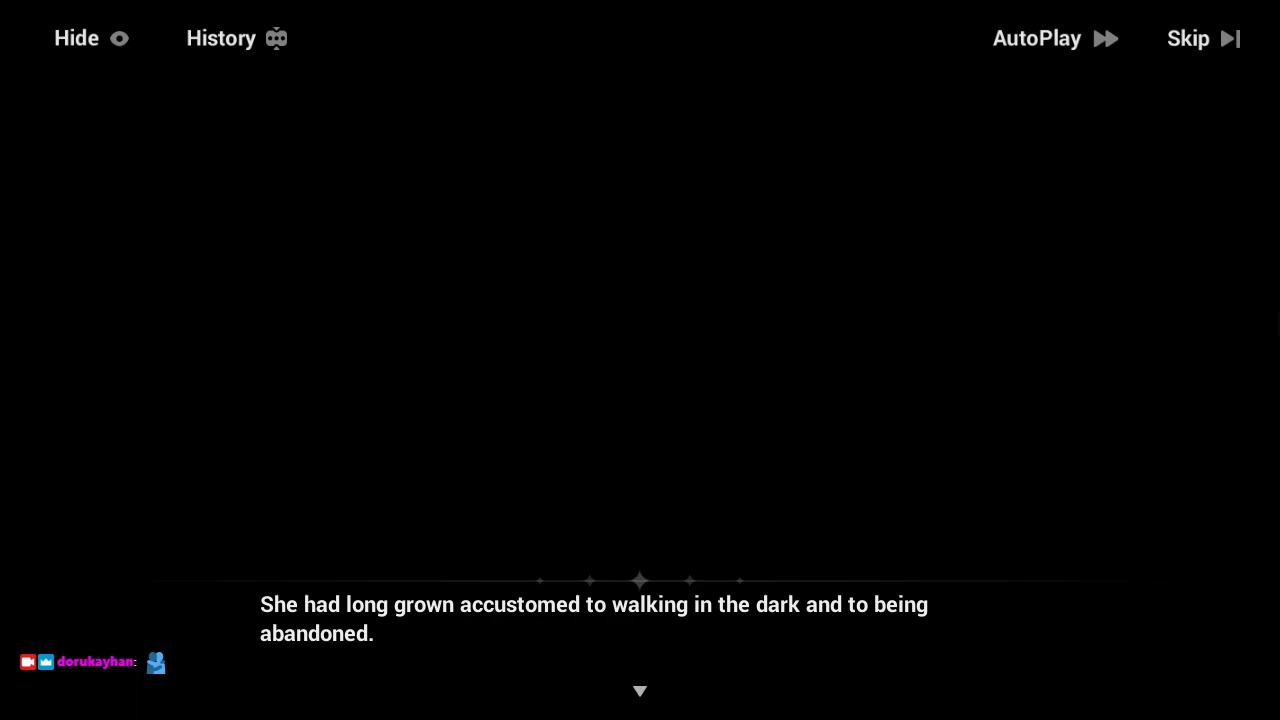 Hide History AutoPlay Skip
She had long grown accustomed to walking in the dark and to being
abandoned.
dorukayhan: